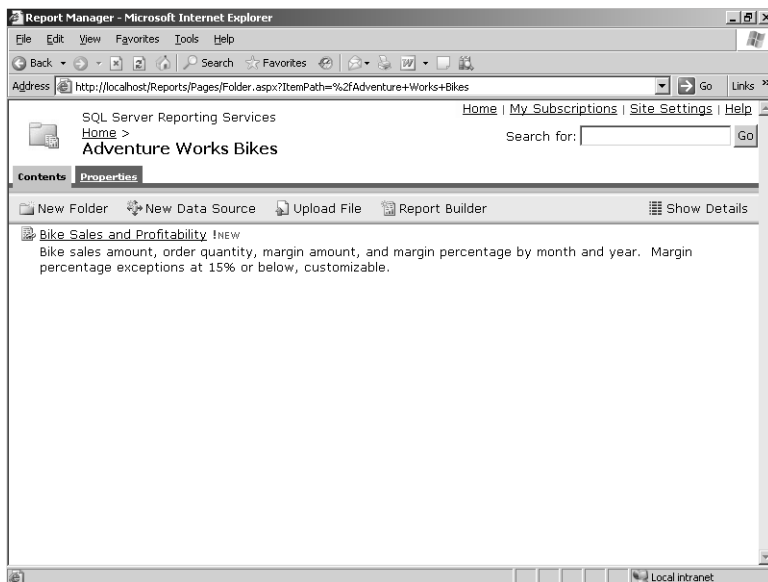 Report Manager - Microsoft Internet Explorer
File Edit View Favorites Tools Help
Back Search Favorites
Address http://localhost/Reports/Pages/Folder.aspx?ItemPath=%2fAdventure+Works+Bikes Go Links »
Home | My Subscriptions | Site Settings | Help
SQL Server Reporting Services
Home >
Adventure Works Bikes
Search for: Go
Contents Properties
New Folder New Data Source Upload File Report Builder Show Details
Bike Sales and Profitability !NEW
Bike sales amount, order quantity, margin amount, and margin percentage by month and year. Margin
percentage exceptions at 15% or below, customizable.
Local intranet